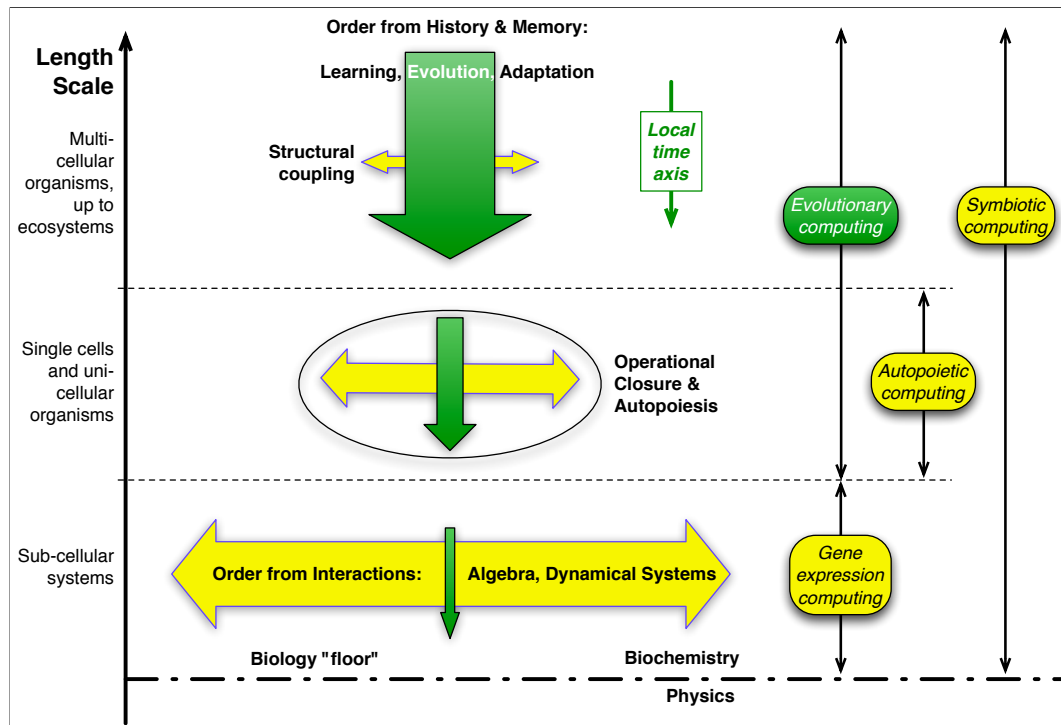 Order from History & Memory:
Length
Scale
Learning, Evolution, Adaptation
Multi-
cellular
organisms,
up to
ecosystems
Structural
coupling
Local
time
axis
Evolutionary
computing
Symbiotic
computing
Single cells
and uni-
cellular
organisms
Operational
Closure &
Autopoiesis
Autopoietic
computing
Sub-cellular
systems
Order from Interactions:
Algebra, Dynamical Systems
Gene
expression
computing
Biology "floor"
Biochemistry
Physics